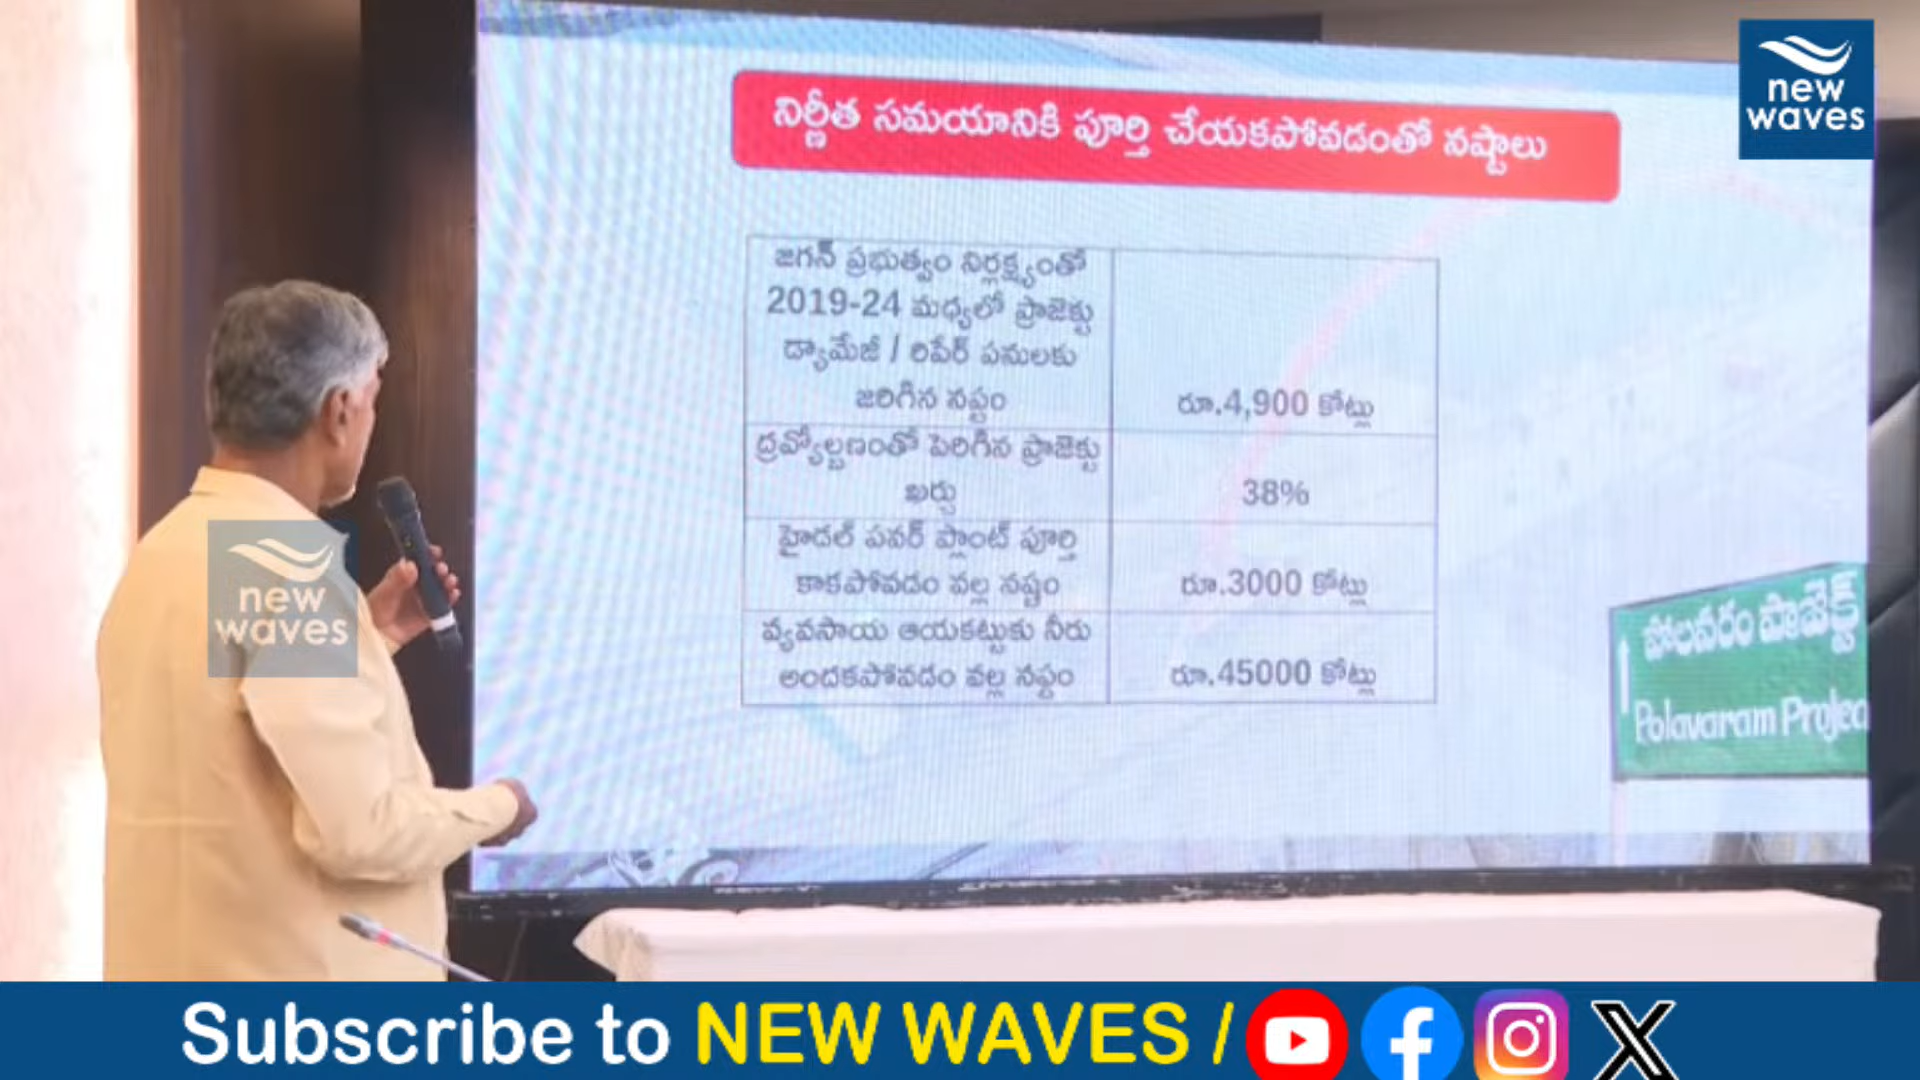 new
waves
నిర్ణీత సమయానికి పూర్తి చేయకపోవడంతో నష్టాలు
జగన్ ప్రభుత్వం నిర్లక్ష్యంతో
2019-24 మధ్యలో ప్రాజెక్టు
డ్యామేజీ / రిపేర్ పనులకు
జరిగిన నష్టం
రూ.4,900 కోట్లు
ద్రవ్యోల్బణంతో పెరిగిన ప్రాజెక్టు
ఖర్చు
38%
హైదల్ పవర్ ప్లాంట్ పూర్తి
కాకపోవడం వల్ల నష్టం
రూ.3000 కోట్లు
వ్యవసాయ ఆయకట్టుకు నీరు
అందకపోవడం వల్ల నష్టం
రూ.45000 కోట్లు
పోలవరం ప్రాజెక్ట్
Polavaram Projec
new
waves
Subscribe to NEW WAVES /